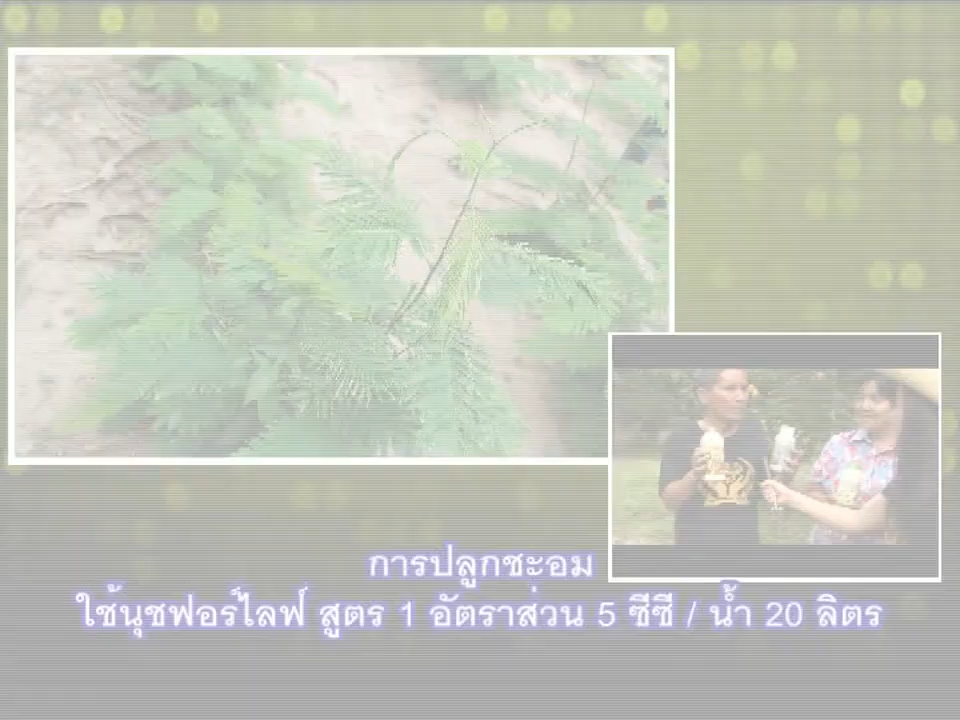 การปลูกชะอม
ใช้นุชฟอร์ไลฟ์ สูตร 1 อัตราส่วน 5 ซีซี / น้ำ 20 ลิตร